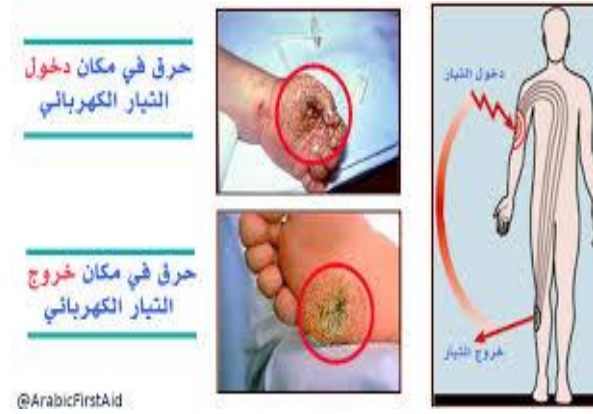 حرق في مكان دخول
التيار الكهربائي
حرق في مكان خروج
التيار الكهربائي
دخول التيار
خروج التيار
@ArabicFirstAid